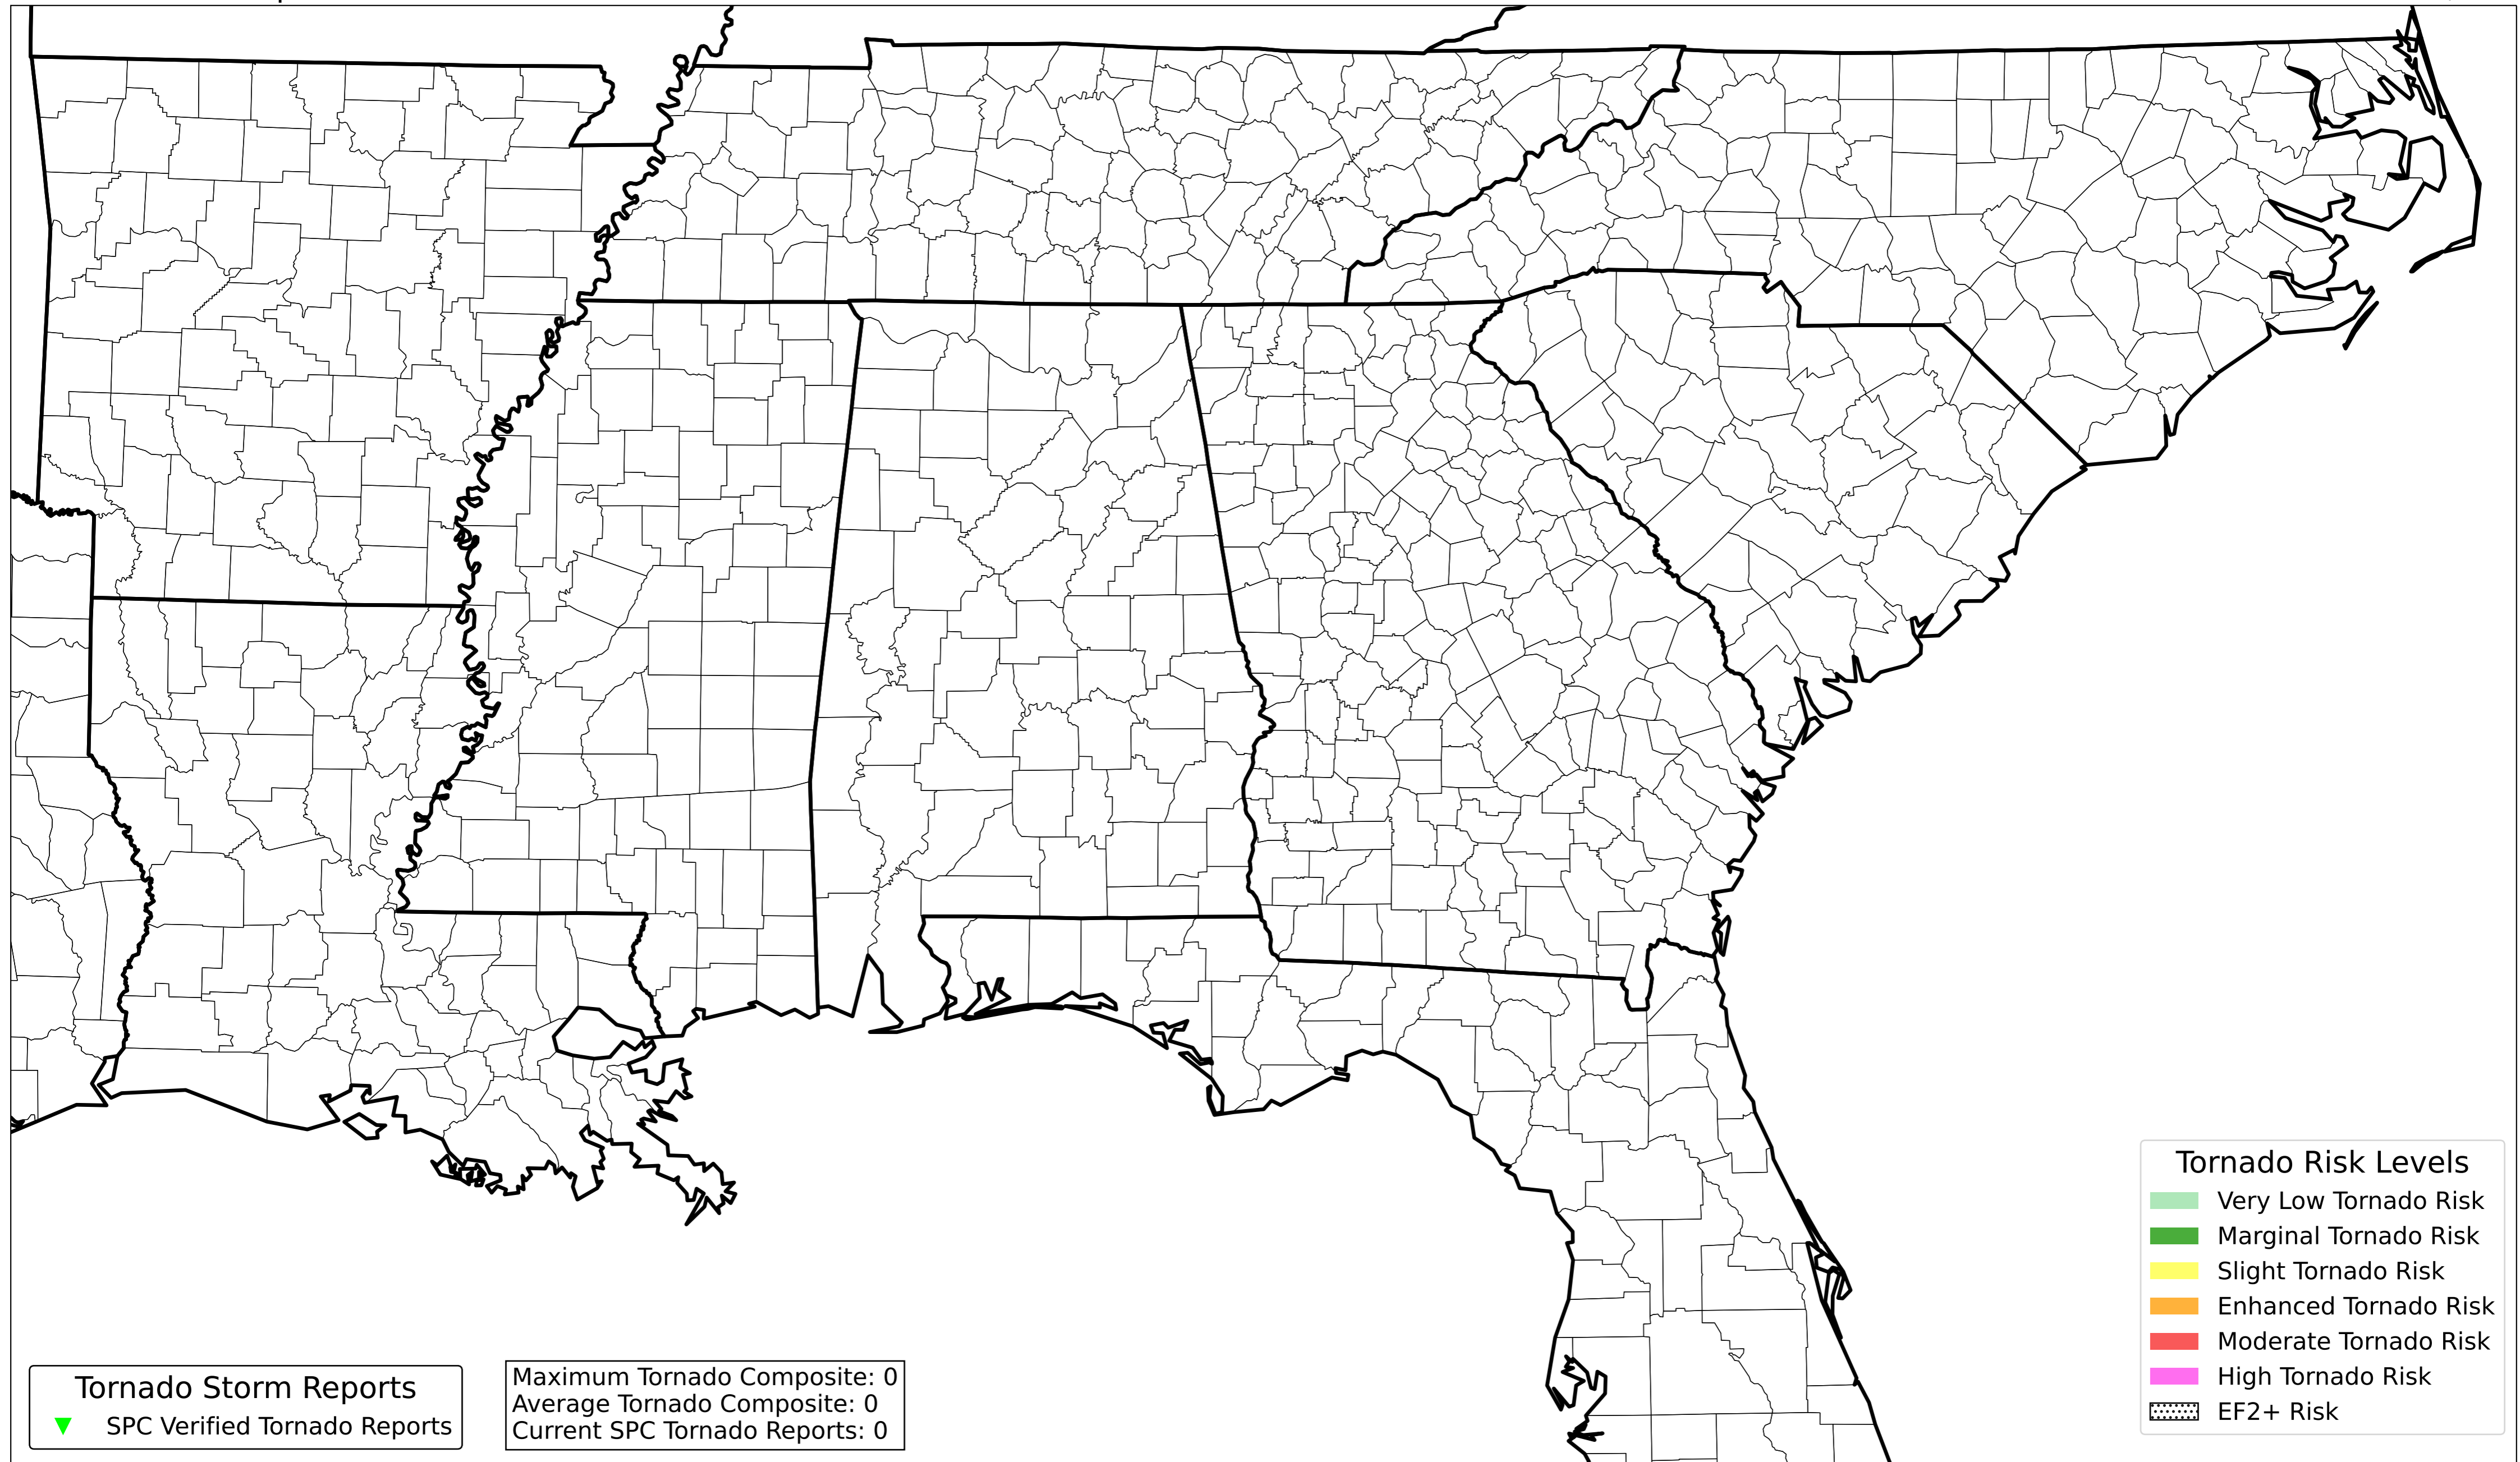 Tornado Risk Levels
Very Low Tornado Risk
Marginal Tornado Risk
Slight Tornado Risk
Enhanced Tornado Risk
Moderate Tornado Risk
High Tornado Risk
EF2+ Risk
Tornado Storm Reports
SPC Verified Tornado Reports
Maximum Tornado Composite: 0
Average Tornado Composite: 0
Current SPC Tornado Reports: 0